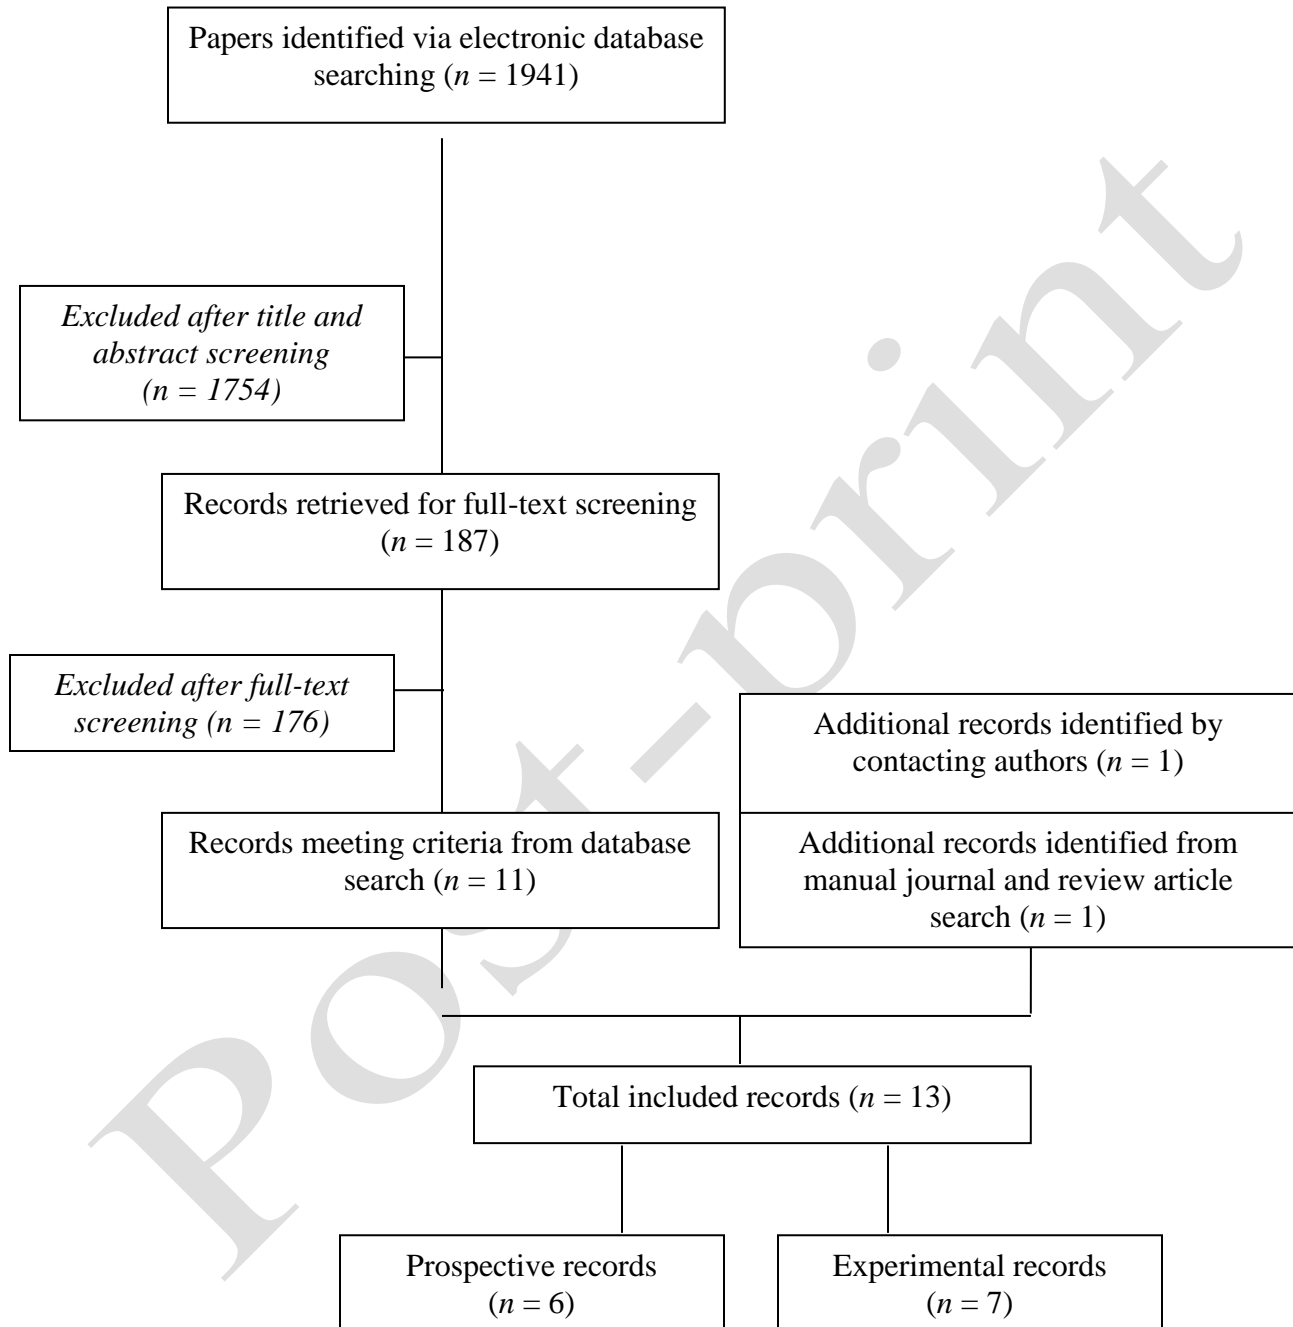 Papers identified via electronic database
searching (n = 1941)
Excluded after title and
abstract screening
(n = 1754)
Records retrieved for full-text screening
(n = 187)
Excluded after full-text
screening (n = 176)
Additional records identified by
contacting authors (n = 1)
Records meeting criteria from database
search (n = 11)
Additional records identified from
manual journal and review article
search (n = 1)
Total included records (n = 13)
Prospective records
(n = 6)
Experimental records
(n = 7)
Post-print